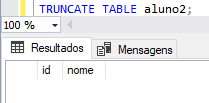 TRUNCATE TABLE aluno2;
100 %
Resultados Mensagens
id nome